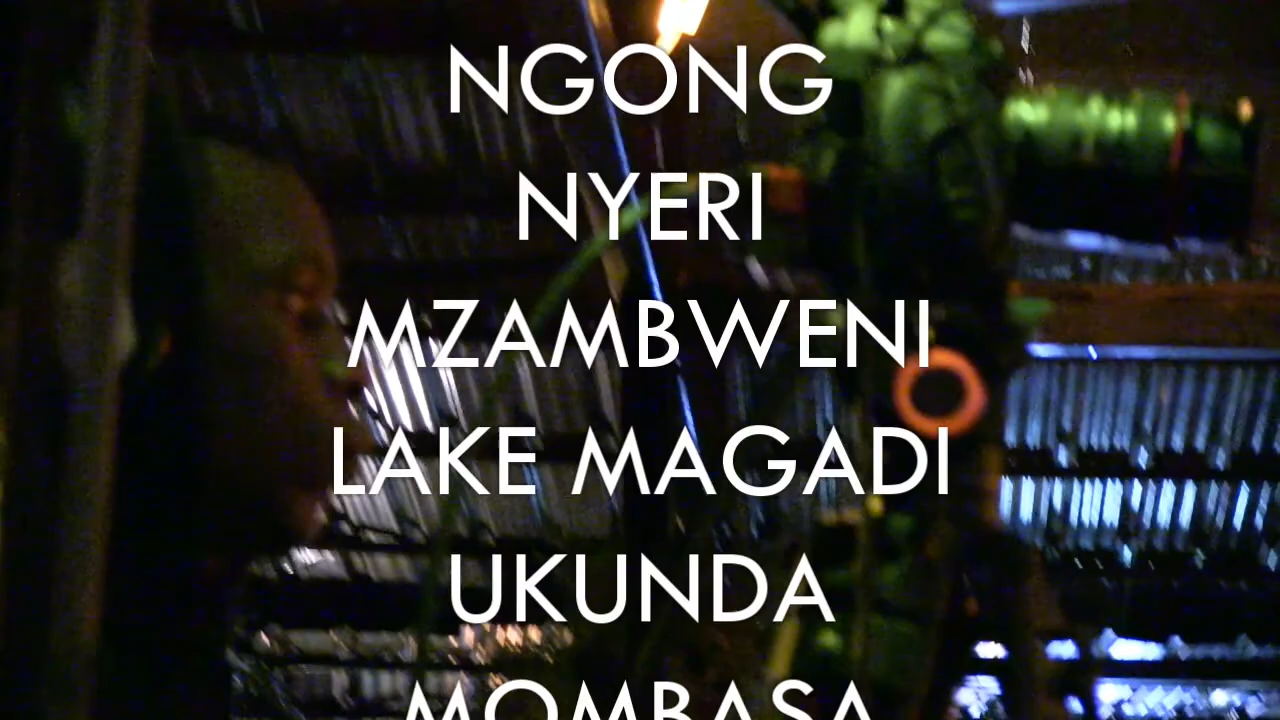 NGONG
NYERI
MZAMBWENI
LAKE MAGADI
UKUNDA
MOMBASA